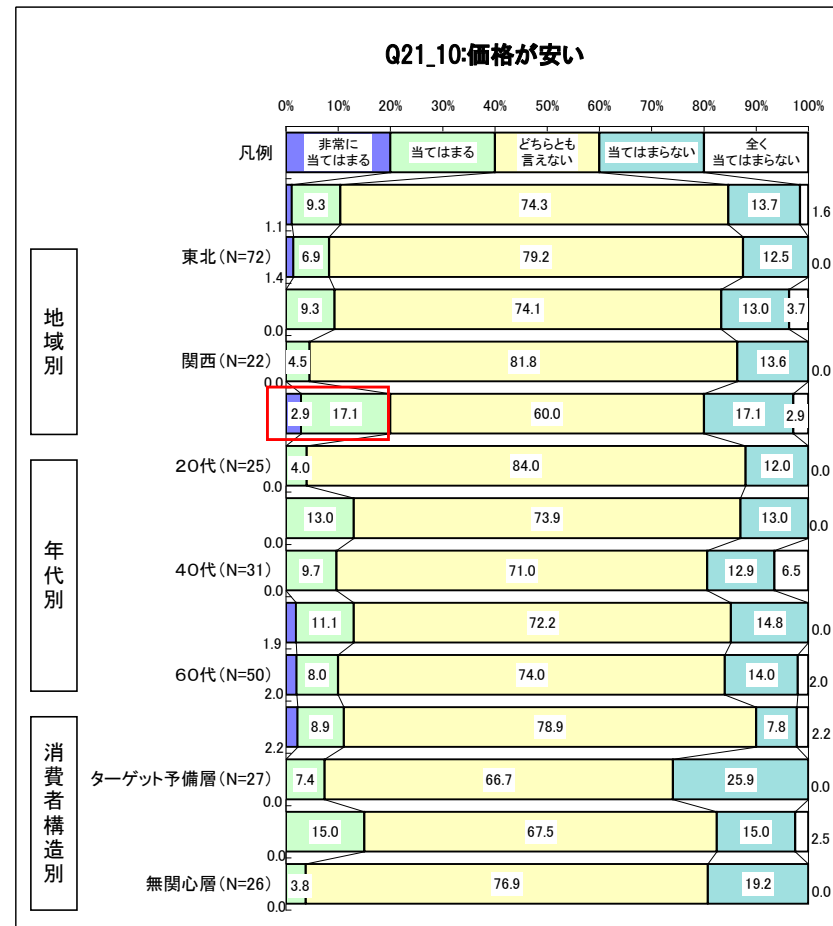 Q21_10:価格が安い
0% 10% 20% 30% 40% 50% 60% 70% 80% 90% 100%
凡例 非常に当てはまる 当てはまる どちらとも言えない 当てはまらない 全く当てはまらない
1.1 9.3 74.3 13.7 1.6
地域別
東北(N=72) 1.4 6.9 79.2 12.5 0.0
0.0 9.3 74.1 13.0 3.7
関西(N=22) 0.0 4.5 81.8 13.6 0.0
2.9 17.1 60.0 17.1 2.9
年代別
20代(N=25) 0.0 4.0 84.0 12.0 0.0
0.0 13.0 73.9 13.0 0.0
40代(N=31) 0.0 9.7 71.0 12.9 6.5
1.9 11.1 72.2 14.8 0.0
60代(N=50) 2.0 8.0 74.0 14.0 2.0
消費者構造別
2.2 8.9 78.9 7.8 2.2
ターゲット予備層(N=27) 0.0 7.4 66.7 25.9 0.0
0.0 15.0 67.5 15.0 2.5
無関心層(N=26) 0.0 3.8 76.9 19.2 0.0